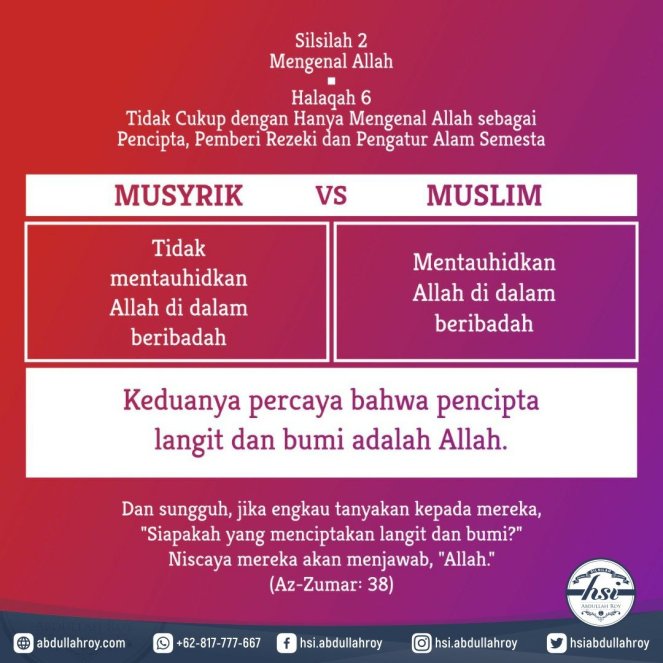 Silsilah 2
Mengenal Allah
Halaqah 6
Tidak Cukup dengan Hanya Mengenal Allah sebagai
Pencipta, Pemberi Rezeki dan Pengatur Alam Semesta
MUSYRIK VS MUSLIM
Tidak
mentauhidkan
Allah di dalam
beribadah
Mentauhidkan
Allah di dalam
beribadah
Keduanya percaya bahwa pencipta
langit dan bumi adalah Allah.
Dan sungguh, jika engkau tanyakan kepada mereka,
"Siapakah yang menciptakan langit dan bumi?"
Niscaya mereka akan menjawab, "Allah."
(Az-Zumar: 38)
SILSILAH
hsi
ABDULLAH ROY
abdullahroy.com +62-817-777-667 hsi.abdullahroy hsi.abdullahroy hsiabdullahroy